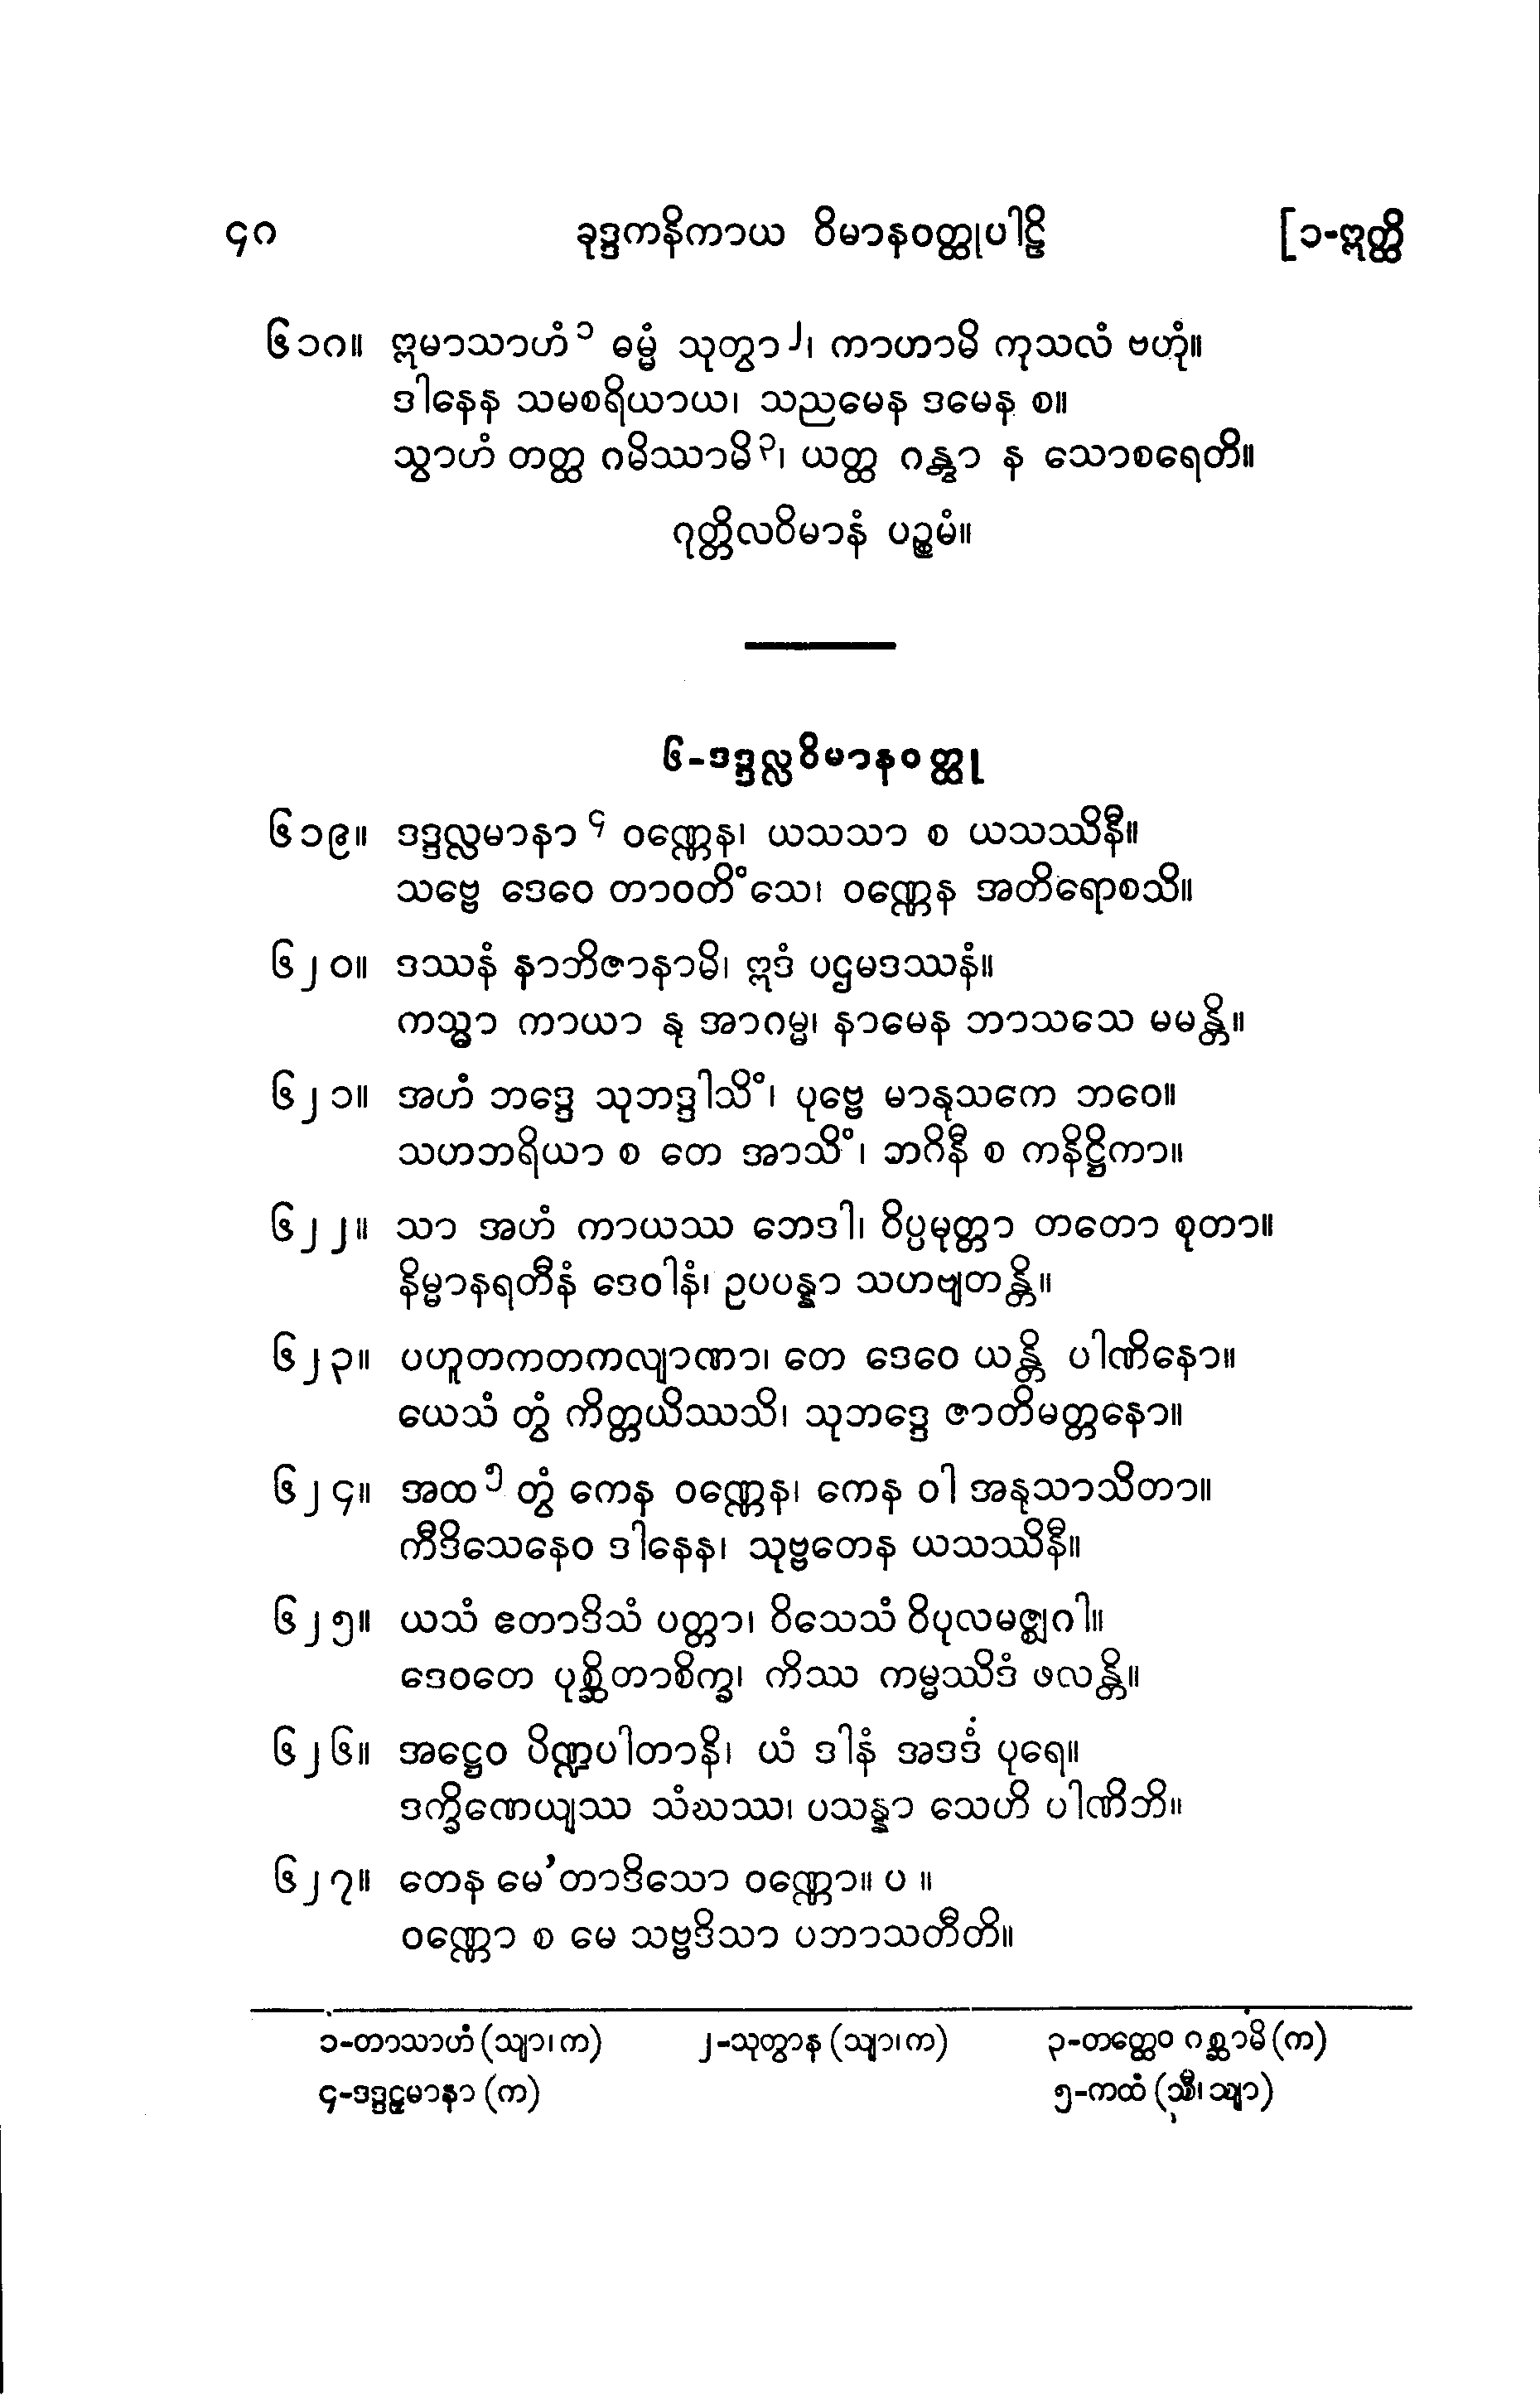 ၄၈ ခုဒ္ဒကနိကာယ ဝိမာနဝတ္ထုပါဠိ [၁-ဣတ္ထိ
၆၁၈။ ဣမာသာဟံ၁ ဓမ္မံ သုတွာ၂၊ ကာဟာမိ ကုသလံ ဗဟုံ။
ဒါနေန သမစရိယာယ၊ သညမေန ဒမေန စ။
သွာဟံ တတ္ထ ဂမိဿာမိ၃၊ ယတ္ထ ဂန္တွာ န သောစရေတိ။
ဂုတ္တိလဝိမာနံ ပဉ္စမံ။
၆-ဒဒ္ဒလ္လဝိမာနဝတ္ထု
၆၁၉။ ဒဒ္ဒလ္လမာနာ၄ ဝဏ္ဏေန၊ ယသသာ စ ယသဿိနီ။
သဗ္ဗေ ဒေဝေ တာဝတိံသေ၊ ဝဏ္ဏေန အတိရောစသိ။
၆၂၀။ ဒဿနံ နာဘိဇာနာမိ၊ ဣဒံ ပဌမဒဿနံ။
ကသ္မာ ကာယာ နု အာဂမ္မ၊ နာမေန ဘာသသေ မမန္တိ။
၆၂၁။ အဟံ ဘဒ္ဒေ သုဘဒ္ဒါသိံ၊ ပုဗ္ဗေ မာနုသကေ ဘဝေ။
သဟဘရိယာ စ တေ အာသိံ၊ ဘဂိနီ စ ကနိဋ္ဌိကာ။
၆၂၂။ သာ အဟံ ကာယဿ ဘေဒါ၊ ဝိပ္ပမုတ္တာ တတော စုတာ။
နိမ္မာနရတီနံ ဒေဝါနံ၊ ဥပပန္နာ သဟဗျတန္တိ။
၆၂၃။ ပဟူတကတကလျာဏာ၊ တေ ဒေဝေ ယန္တိ ပါဏိနော။
ယေသံ တွံ ကိတ္တယိဿသိ၊ သုဘဒ္ဒေ ဇာတိမတ္တနော။
၆၂၄။ အထ၅ တွံ ကေန ဝဏ္ဏေန၊ ကေန ဝါ အနုသာသိတာ။
ကီဒိသေနေဝ ဒါနေန၊ သုဗ္ဗတေန ယသဿိနီ။
၆၂၅။ ယသံ ဧတာဒိသံ ပတ္တာ၊ ဝိသေသံ ဝိပုလမဇ္ဈဂါ။
ဒေဝတေ ပုစ္ဆိတာစိက္ခ၊ ကိဿ ကမ္မဿိဒံ ဖလန္တိ။
၆၂၆။ အဋ္ဌေဝ ပိဏ္ဍပါတာနိ၊ ယံ ဒါနံ အဒဒံ ပုရေ။
ဒက္ခိဏေယျဿ သံဃဿ၊ ပသန္နာ သေဟိ ပါဏိဘိ။
၆၂၇။ တေန မေ’တာဒိသော ဝဏ္ဏော။ ပ ။
ဝဏ္ဏော စ မေ သဗ္ဗဒိသာ ပဘာသတီတိ။
၁-တာသာဟံ (သျာ၊က) ၂-သုတွာန (သျာ၊က) ၃-တတ္ထေဝ ဂစ္ဆာမိ (က)
၄-ဒဒ္ဒဠှမာနာ (က) ၅-ကထံ (သီ၊သျာ)